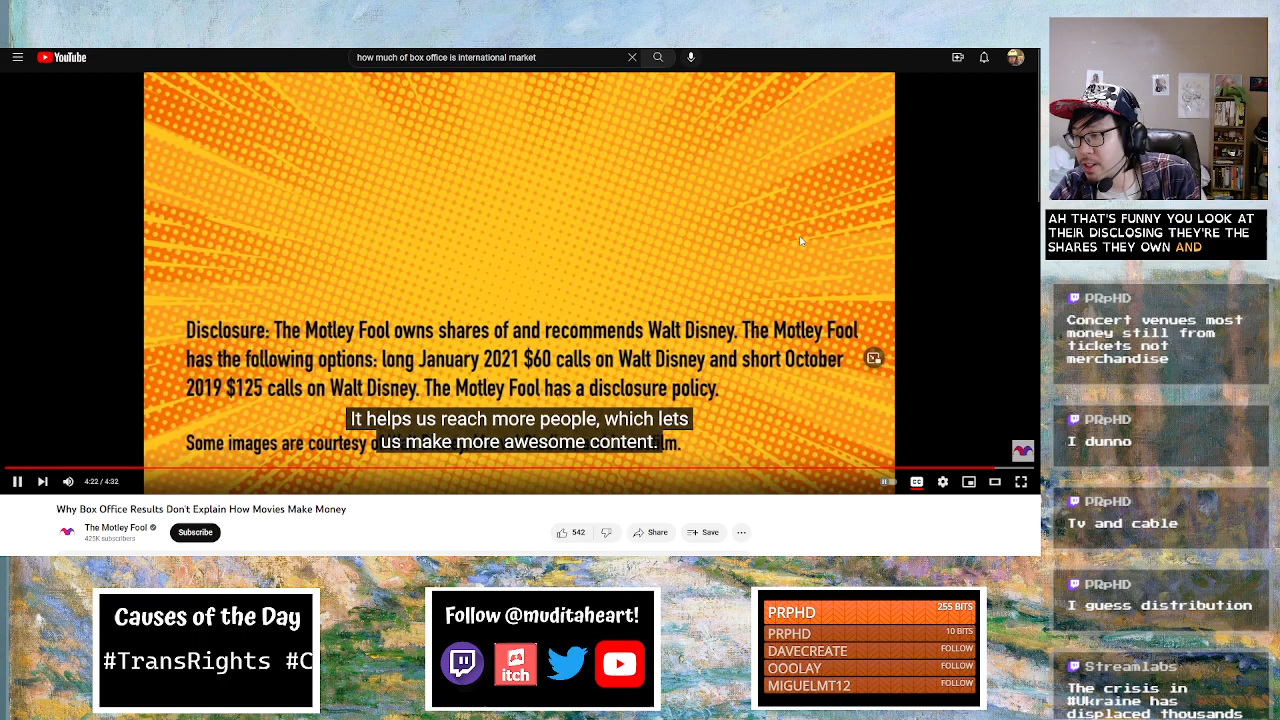 YouTube
how much of box office is international market
Disclosure: The Motley Fool owns shares of and recommends Walt Disney. The Motley Fool
has the following options: long January 2021 $60 calls on Walt Disney and short October
2019 $125 calls on Walt Disney. The Motley Fool has a disclosure policy.
It helps us reach more people, which lets
us make more awesome content.
Some images are courtesy
4:22 / 4:32
CC
Why Box Office Results Don't Explain How Movies Make Money
The Motley Fool
425K subscribers
Subscribe
542
Share
Save
AH THAT'S FUNNY YOU LOOK AT
THEIR DISCLOSING THEY'RE THE
SHARES THEY OWN AND
PRpHD
Concert venues most
money still from
tickets not
merchandise
PRpHD
I dunno
PRpHD
Tv and cable
PRpHD
I guess distribution
Streamlabs
The crisis in
#Ukraine has
displaced thousands
Causes of the Day
#TransRights #C
Follow @muditaheart!
itch
PRPHD 255 BITS
PRPHD 10 BITS
DAVECREATE FOLLOW
OOOLAY FOLLOW
MIGUELMT12 FOLLOW